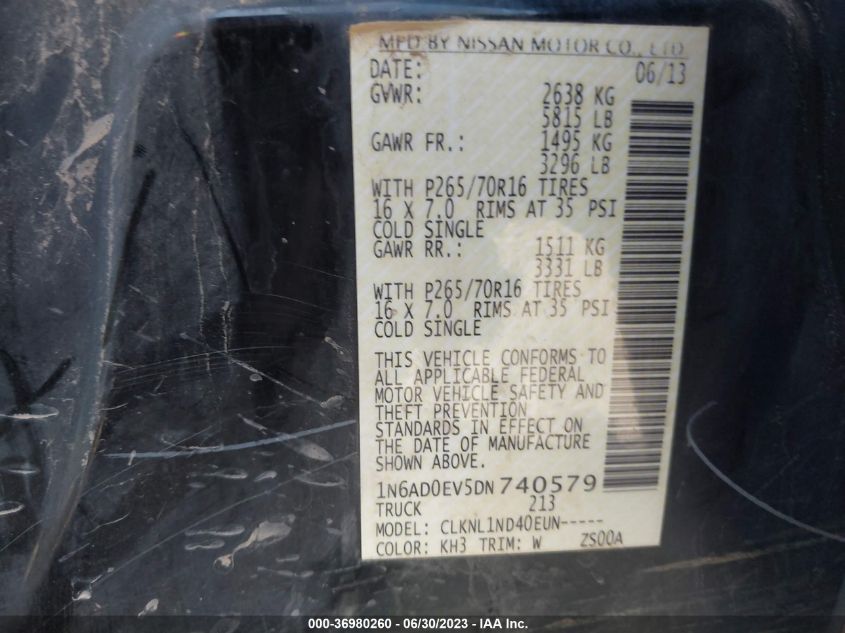 MFD BY NISSAN MOTOR CO., LTD.
DATE: 06/13
GVWR: 2638 KG
5815 LB
GAWR FR.: 1495 KG
3296 LB
WITH P265/70R16 TIRES
16 X 7.0 RIMS AT 35 PSI
COLD SINGLE
GAWR RR.: 1511 KG
3331 LB
WITH P265/70R16 TIRES
16 X 7.0 RIMS AT 35 PSI
COLD SINGLE
THIS VEHICLE CONFORMS TO
ALL APPLICABLE FEDERAL
MOTOR VEHICLE SAFETY AND
THEFT PREVENTION
STANDARDS IN EFFECT ON
THE DATE OF MANUFACTURE
SHOWN ABOVE.
1N6AD0EV5DN740579
TRUCK 213
MODEL: CLKNL1ND40EUN-----
COLOR: KH3 TRIM: W ZS00A
000-36980260 - 06/30/2023 - IAA Inc.